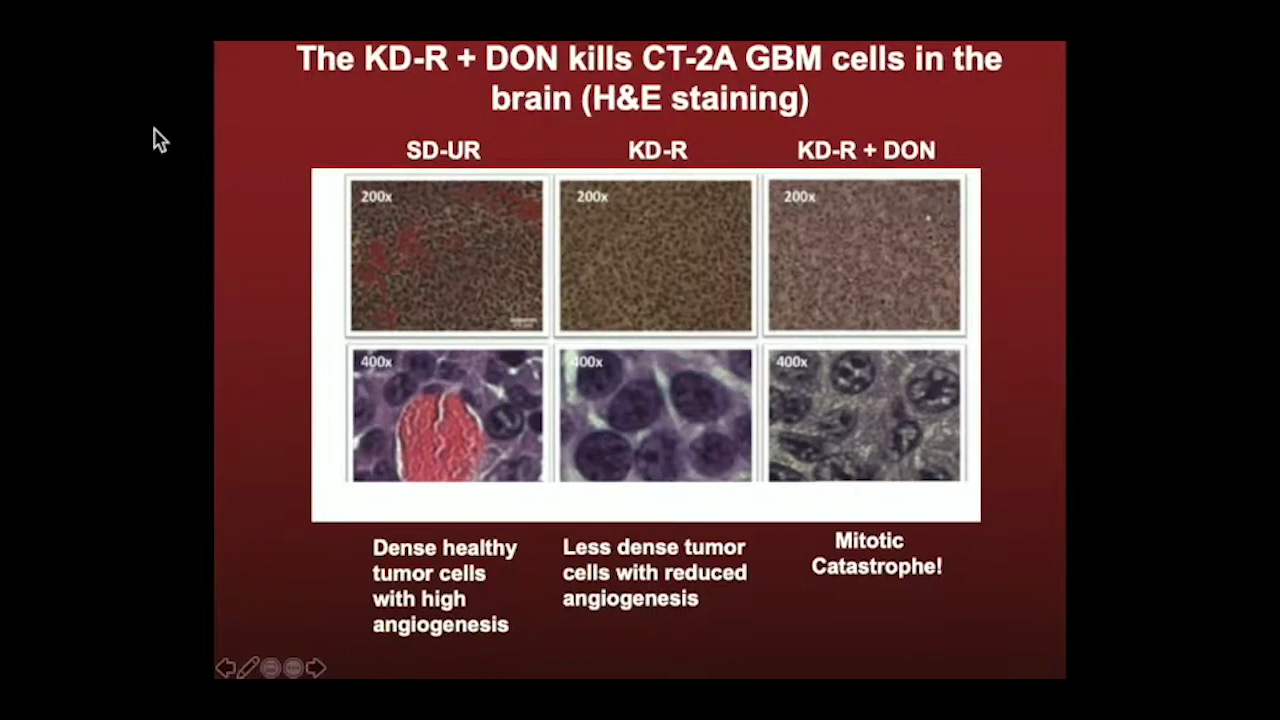 The KD-R + DON kills CT-2A GBM cells in the
brain (H&E staining)
SD-UR
KD-R
KD-R + DON
200x
200x
200x
400x
400x
400x
Dense healthy
tumor cells
with high
angiogenesis
Less dense tumor
cells with reduced
angiogenesis
Mitotic
Catastrophe!